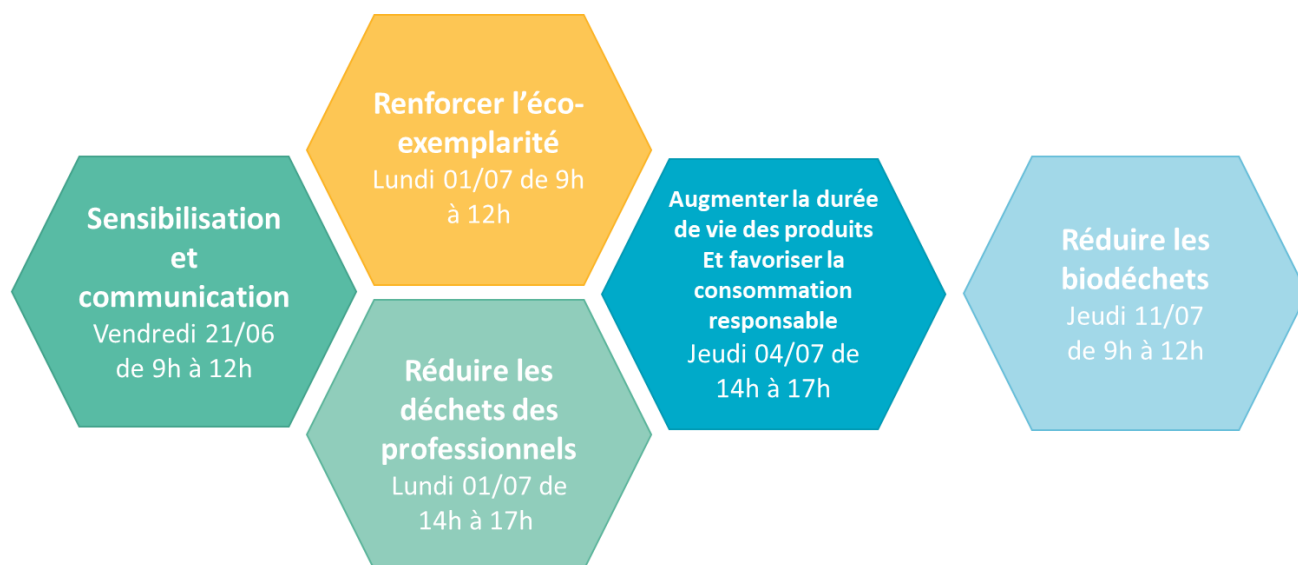 Sensibilisation
et
communication
Vendredi 21/06
de 9h à 12h
Renforcer l’éco-
exemplarité
Lundi 01/07 de 9h
à 12h
Réduire les
déchets des
professionnels
Lundi 01/07 de
14h à 17h
Augmenter la durée
de vie des produits
Et favoriser la
consommation
responsable
Jeudi 04/07 de
14h à 17h
Réduire les
biodéchets
Jeudi 11/07
de 9h à 12h